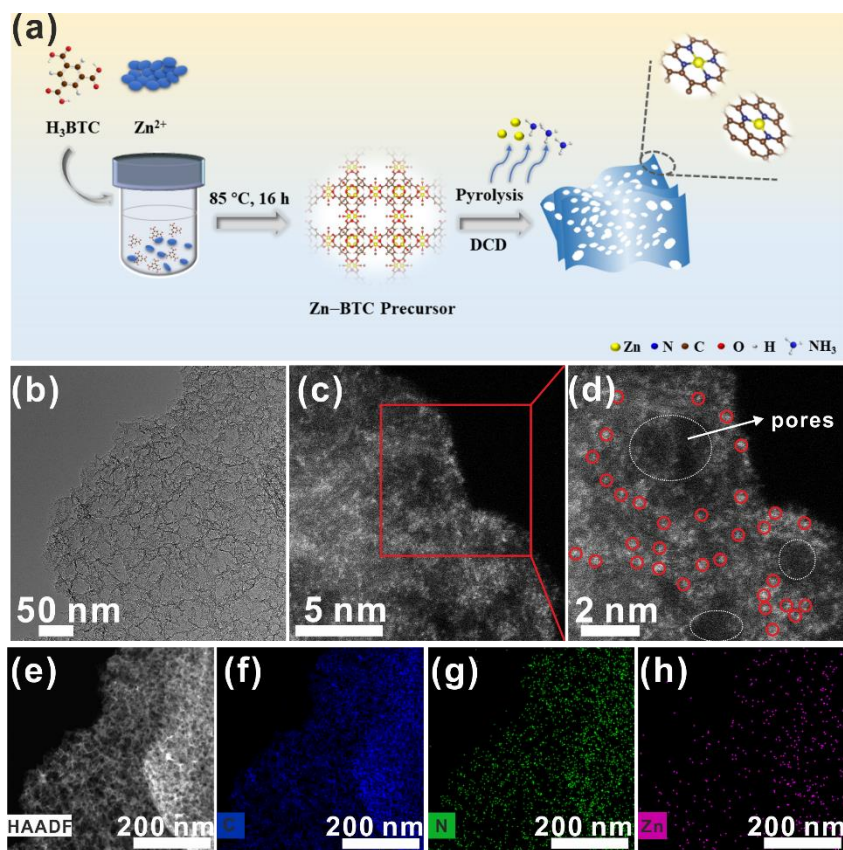 (a)
H₃BTC
Zn²⁺
85 °C, 16 h
Zn–BTC Precursor
Pyrolysis
DCD
Zn N C O H NH₃
(b)
50 nm
(c)
5 nm
(d)
pores
2 nm
(e)
HAADF
200 nm
(f)
C
200 nm
(g)
N
200 nm
(h)
Zn
200 nm